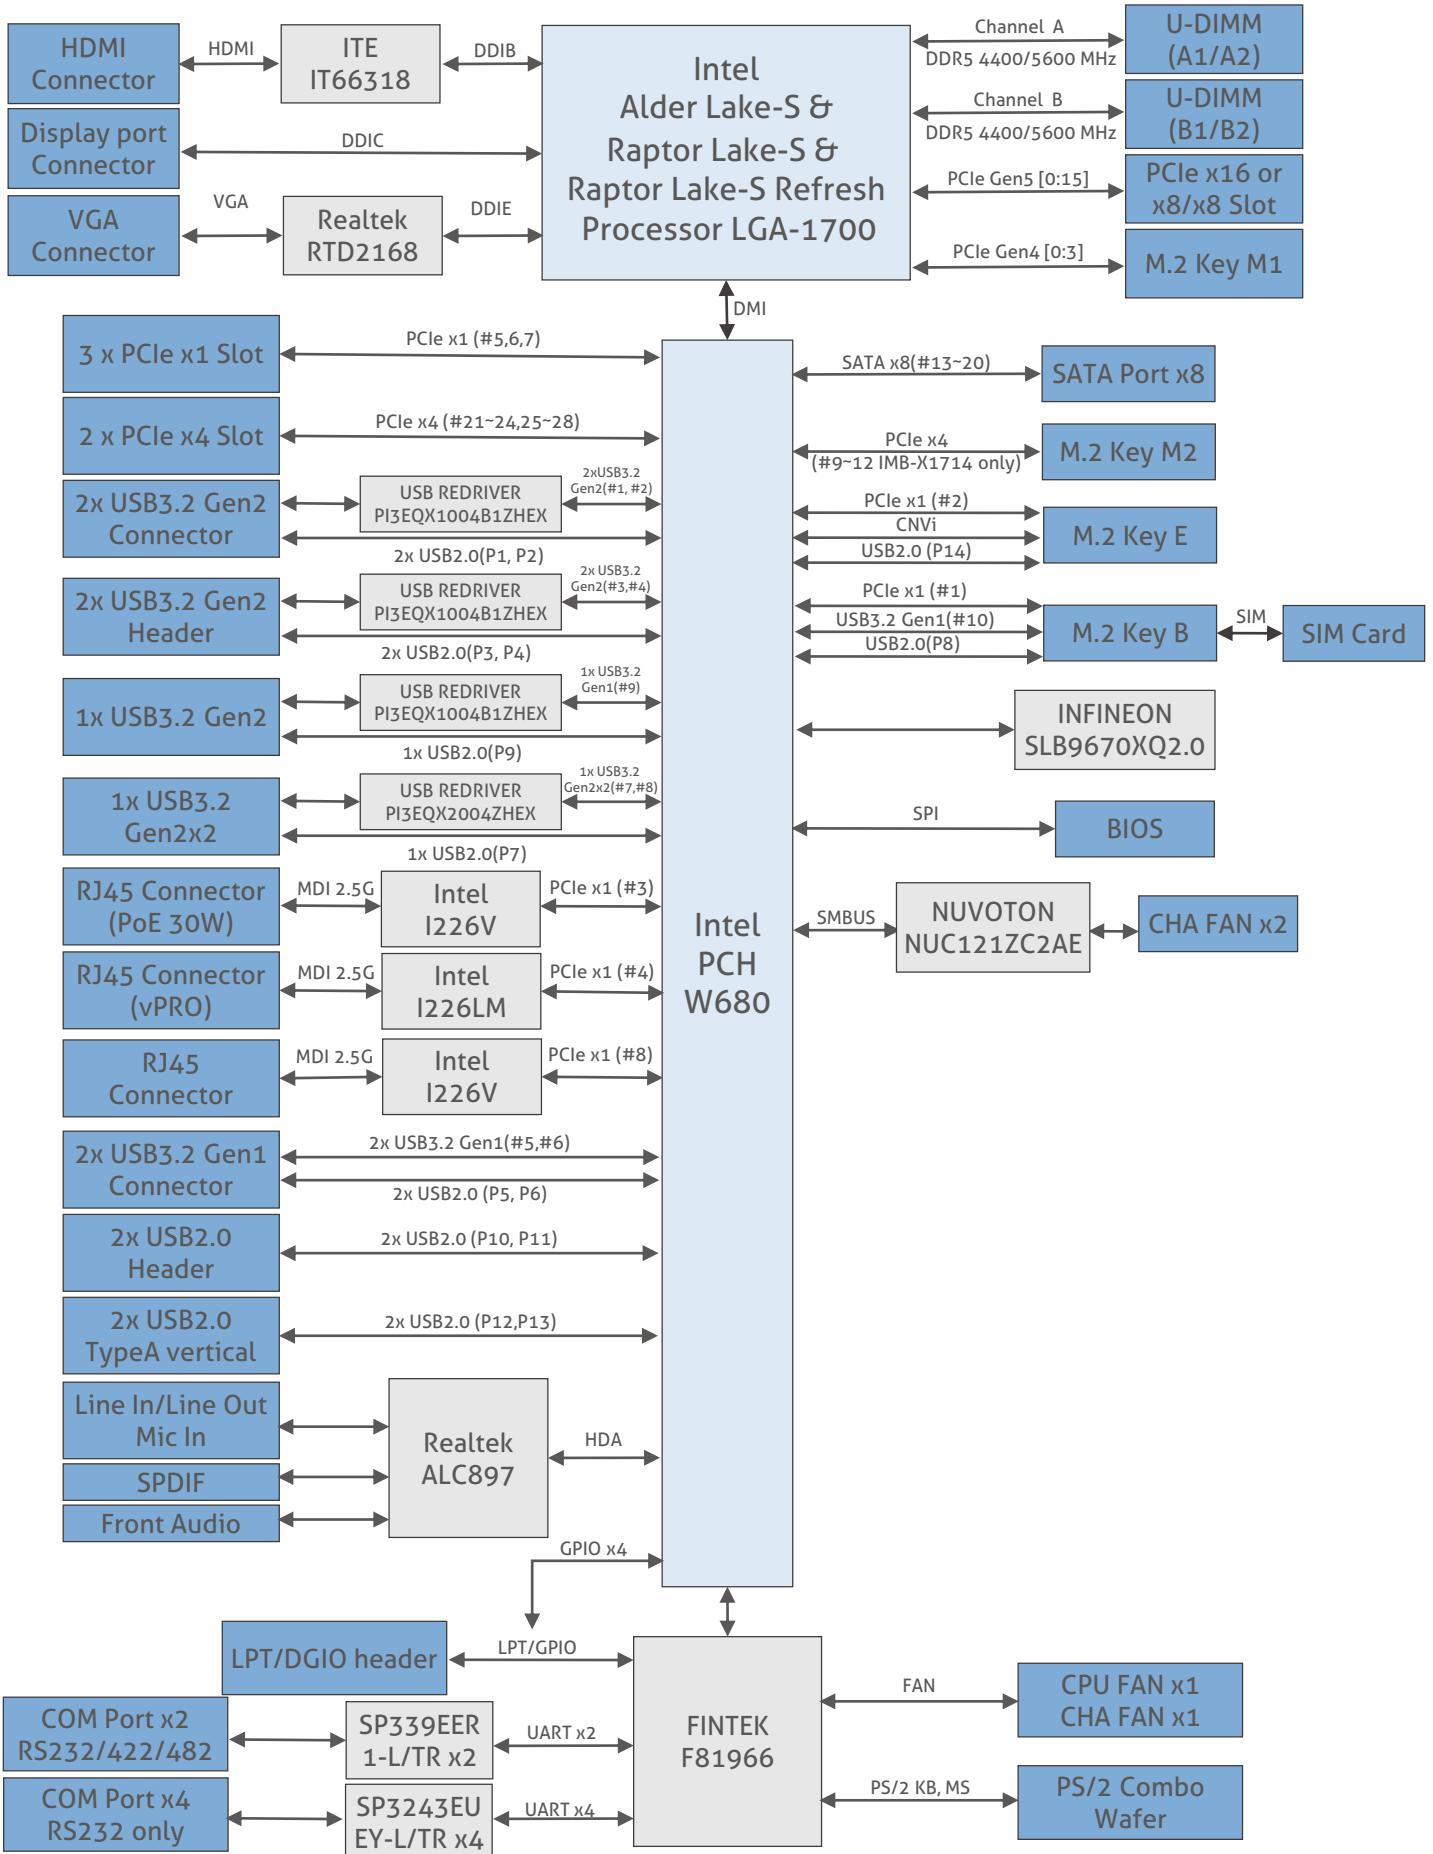 HDMI
Connector
HDMI
ITE
IT66318
DDIB
Display port
Connector
DDIC
VGA
Connector
VGA
Realtek
RTD2168
DDIE
Intel
Alder Lake-S &
Raptor Lake-S &
Raptor Lake-S Refresh
Processor LGA-1700
Channel A
DDR5 4400/5600 MHz
U-DIMM
(A1/A2)
Channel B
DDR5 4400/5600 MHz
U-DIMM
(B1/B2)
PCIe Gen5 [0:15]
PCIe x16 or
x8/x8 Slot
PCIe Gen4 [0:3]
M.2 Key M1
DMI
3 x PCIe x1 Slot
PCIe x1 (#5,6,7)
2 x PCIe x4 Slot
PCIe x4 (#21~24,25~28)
2x USB3.2 Gen2
Connector
USB REDRIVER
PI3EQX1004B1ZHEX
2xUSB3.2
Gen2(#1, #2)
2x USB2.0(P1, P2)
2x USB3.2 Gen2
Header
USB REDRIVER
PI3EQX1004B1ZHEX
2x USB3.2
Gen2(#3,#4)
2x USB2.0(P3, P4)
1x USB3.2 Gen2
USB REDRIVER
PI3EQX1004B1ZHEX
1x USB3.2
Gen1(#9)
1x USB2.0(P9)
1x USB3.2
Gen2x2
USB REDRIVER
PI3EQX2004ZHEX
1x USB3.2
Gen2x2(#7,#8)
1x USB2.0(P7)
RJ45 Connector
(PoE 30W)
MDI 2.5G
Intel
I226V
PCIe x1 (#3)
RJ45 Connector
(vPRO)
MDI 2.5G
Intel
I226LM
PCIe x1 (#4)
RJ45
Connector
MDI 2.5G
Intel
I226V
PCIe x1 (#8)
2x USB3.2 Gen1
Connector
2x USB3.2 Gen1(#5,#6)
2x USB2.0 (P5, P6)
2x USB2.0
Header
2x USB2.0 (P10, P11)
2x USB2.0
TypeA vertical
2x USB2.0 (P12,P13)
Line In/Line Out
Mic In
SPDIF
Front Audio
Realtek
ALC897
HDA
GPIO x4
Intel
PCH
W680
SATA x8(#13~20)
SATA Port x8
PCIe x4
(#9~12 IMB-X1714 only)
M.2 Key M2
PCIe x1 (#2)
CNVi
USB2.0 (P14)
M.2 Key E
PCIe x1 (#1)
USB3.2 Gen1(#10)
USB2.0(P8)
M.2 Key B
SIM
SIM Card
INFINEON
SLB9670XQ2.0
SPI
BIOS
SMBUS
NUVOTON
NUC121ZC2AE
CHA FAN x2
LPT/DGIO header
LPT/GPIO
COM Port x2
RS232/422/482
SP339EER
1-L/TR x2
UART x2
COM Port x4
RS232 only
SP3243EU
EY-L/TR x4
UART x4
FINTEK
F81966
FAN
CPU FAN x1
CHA FAN x1
PS/2 KB, MS
PS/2 Combo
Wafer